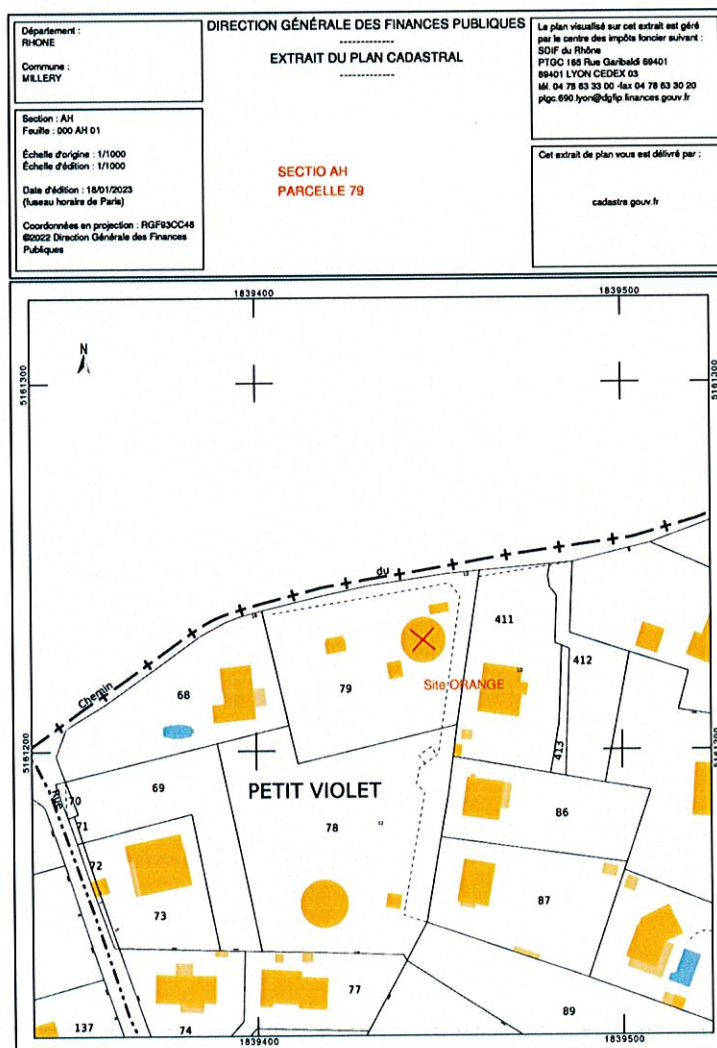 Département :
RHONE
Commune :
MILLERY
Section : AH
Feuille : 000 AH 01
Échelle d'origine : 1/1000
Échelle d'édition : 1/1000
Date d'édition : 18/01/2023
(fuseau horaire de Paris)
Coordonnées en projection : RGF93CC46
©2022 Direction Générale des Finances
Publiques
DIRECTION GÉNÉRALE DES FINANCES PUBLIQUES
-------------
EXTRAIT DU PLAN CADASTRAL
-------------
SECTIO AH
PARCELLE 79
Le plan visualisé sur cet extrait est géré
par le centre des impôts foncier suivant :
SDIF du Rhône
PTGC 165 Rue Garibaldi 69401
69401 LYON CEDEX 03
tél. 04 78 63 33 00 -fax 04 78 63 30 20
ptgc.690.lyon@dgfip.finances.gouv.fr
Cet extrait de plan vous est délivré par :
cadastre.gouv.fr
1839400
1839500
N
5161300
5161300
du
411
412
Chemin
68
79
Site ORANGE
413
5161200
5161200
69
PETIT VIOLET
Rue
70
71
72
78
12
86
73
87
77
89
137
74
1839400
1839500